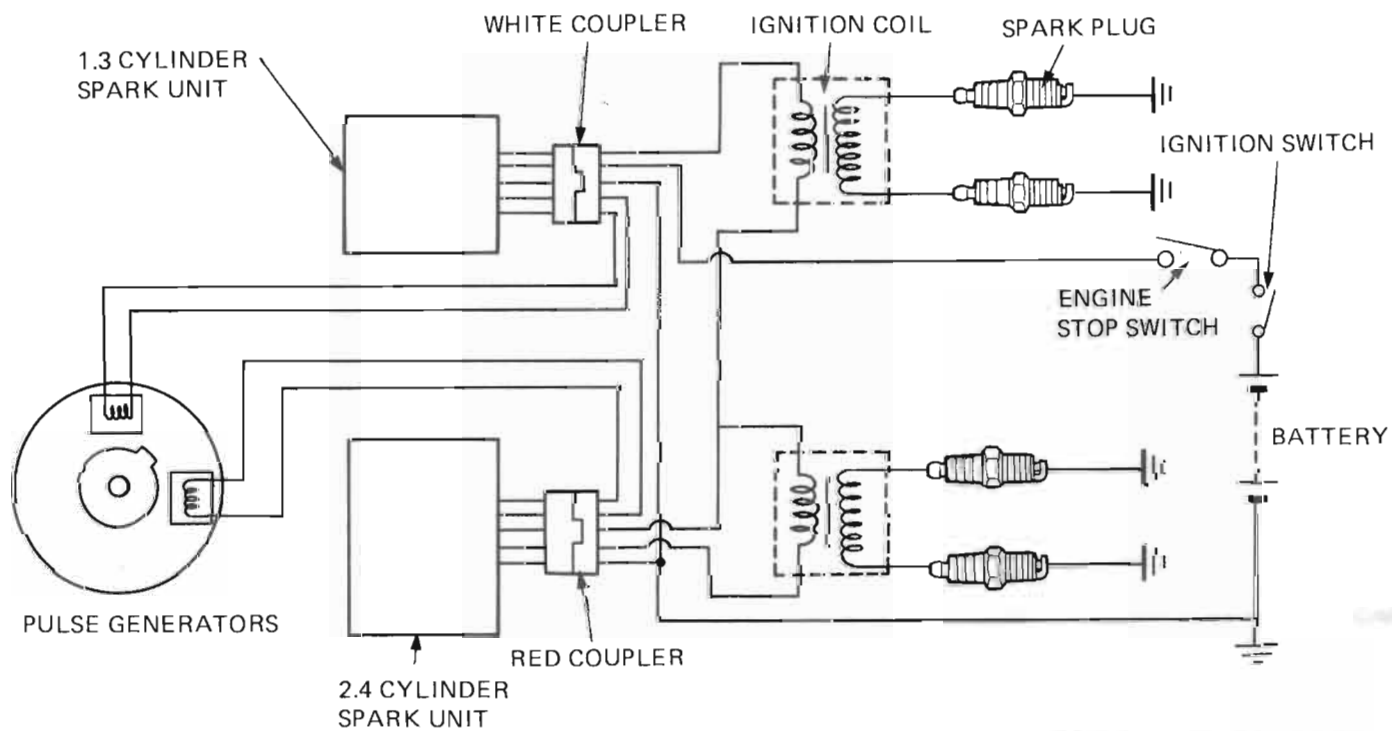 WHITE COUPLER
IGNITION COIL
SPARK PLUG
1.3 CYLINDER
SPARK UNIT
IGNITION SWITCH
ENGINE
STOP SWITCH
BATTERY
PULSE GENERATORS
RED COUPLER
2.4 CYLINDER
SPARK UNIT